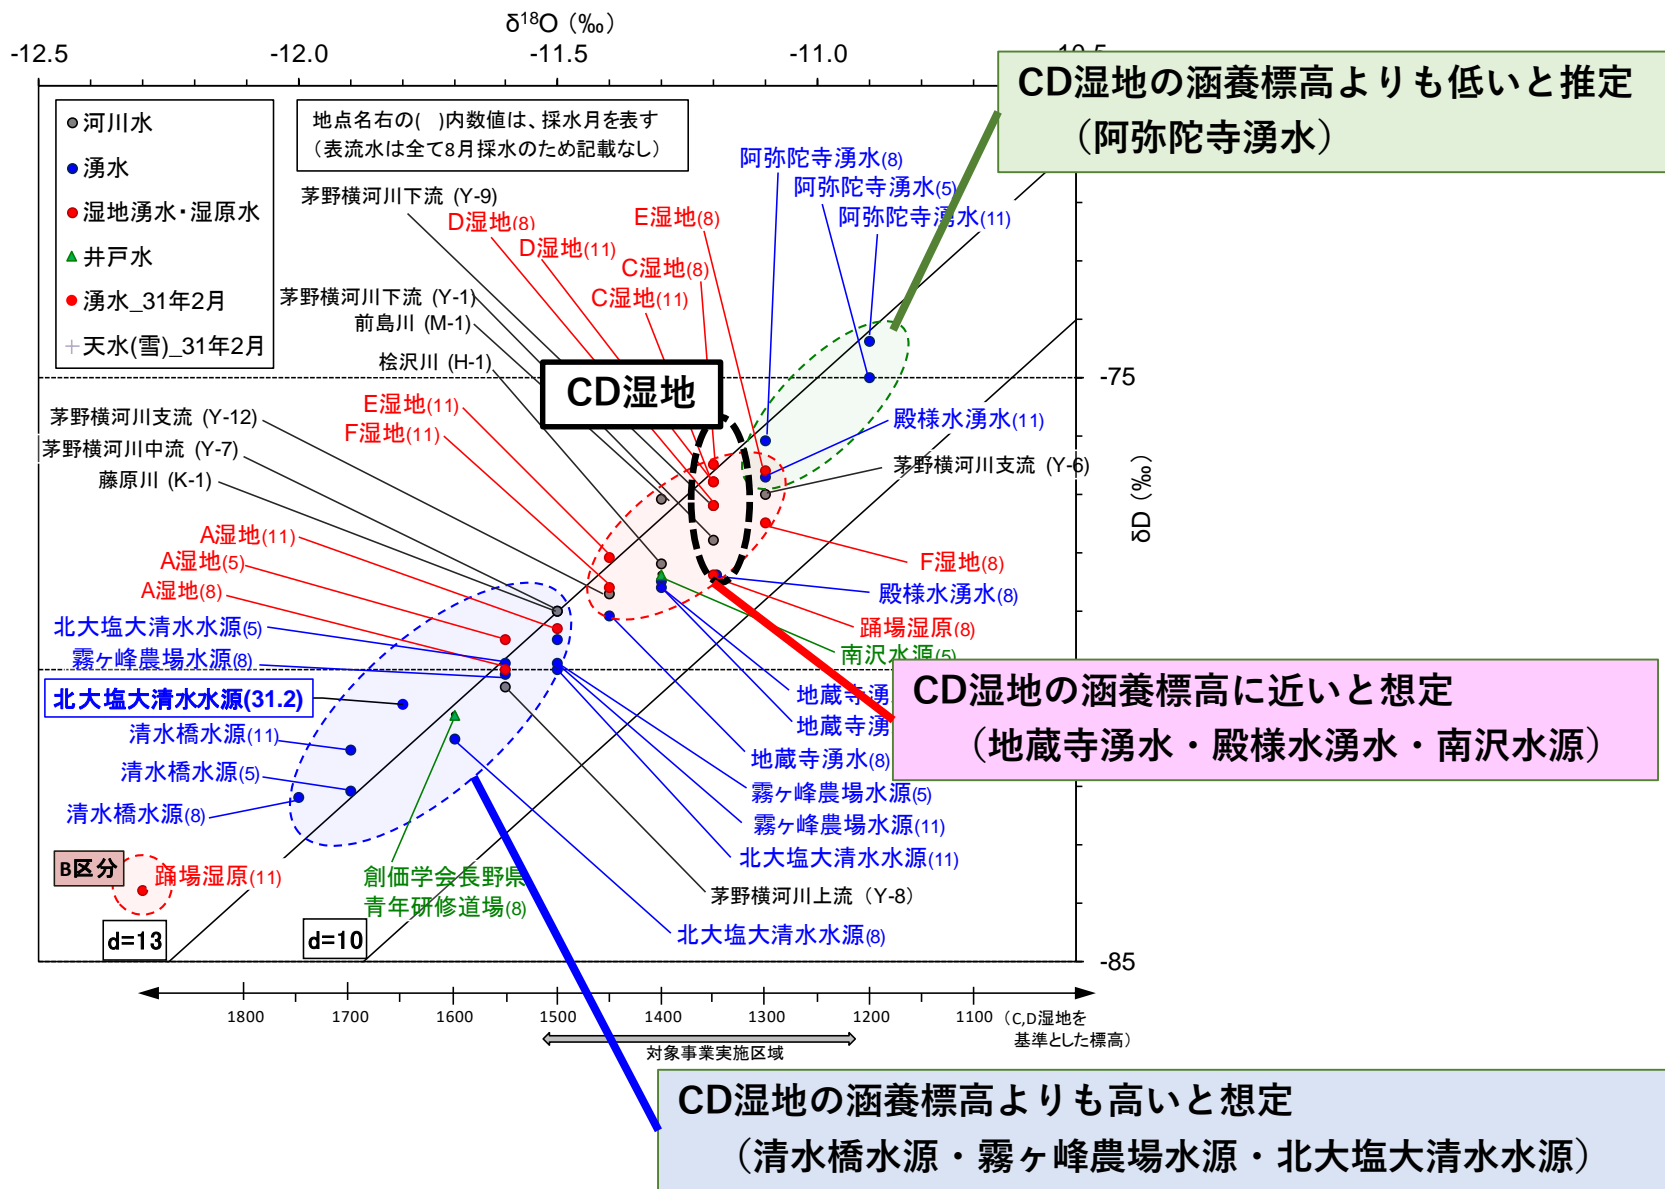 δ18O（‰）
-12.5
-12.0
-11.5
-11.0
CD湿地の涵養標高よりも低いと推定
（阿弥陀寺湧水）
河川水
湧水
湿地湧水・湿原水
井戸水
湧水_31年2月
天水(雪)_31年2月
地点名右の(　)内数値は、採水月を表す
（表流水は全て8月採水のため記載なし）
阿弥陀寺湧水(8)
阿弥陀寺湧水(5)
阿弥陀寺湧水(11)
茅野横河川下流 (Y-9)
D湿地(8)
E湿地(8)
D湿地(11)
C湿地(8)
C湿地(11)
茅野横河川下流 (Y-1)
前島川 (M-1)
桧沢川 (H-1)
CD湿地
-75
E湿地(11)
F湿地(11)
茅野横河川支流 (Y-12)
茅野横河川中流 (Y-7)
藤原川 (K-1)
殿様水湧水(11)
茅野横河川支流 (Y-6)
δD（‰）
A湿地(11)
A湿地(5)
A湿地(8)
F湿地(8)
殿様水湧水(8)
踊場湿原(8)
南沢水源(5)
北大塩大清水水源(5)
霧ヶ峰農場水源(8)
北大塩大清水水源(31.2)
清水橋水源(11)
清水橋水源(5)
清水橋水源(8)
地蔵寺湧
地蔵寺湧
地蔵寺湧水(8)
CD湿地の涵養標高に近いと想定
（地蔵寺湧水・殿様水湧水・南沢水源）
霧ヶ峰農場水源(5)
霧ヶ峰農場水源(11)
北大塩大清水水源(11)
茅野横河川上流（Y-8）
北大塩大清水水源(8)
B区分
踊場湿原(11)
創価学会長野県
青年研修道場(8)
d=13
d=10
-85
1800
1700
1600
1500
1400
1300
1200
1100
（C,D湿地を
基準とした標高）
対象事業実施区域
CD湿地の涵養標高よりも高いと想定
（清水橋水源・霧ヶ峰農場水源・北大塩大清水水源）